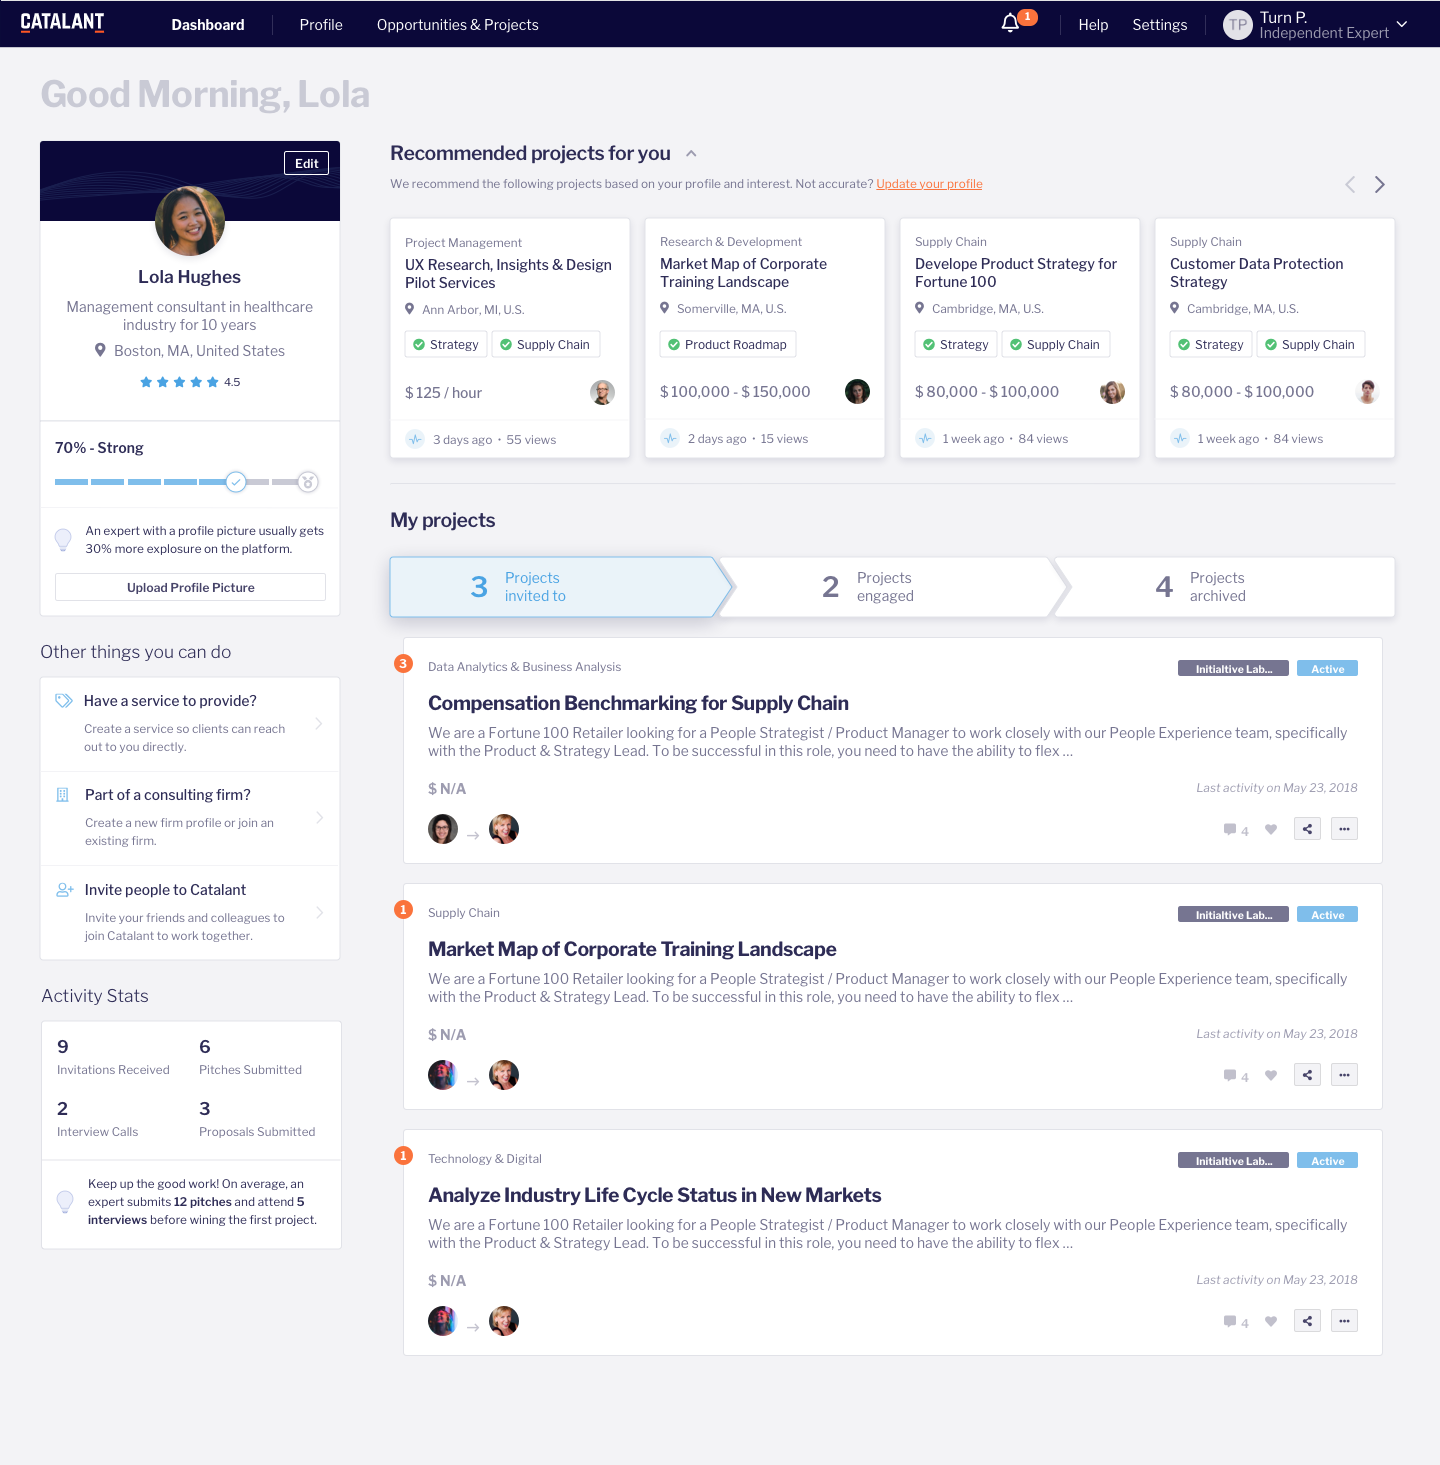 CATALANT
Dashboard
Profile
Opportunities & Projects
1
Help
Settings
TP
Turn P.
Independent Expert
Good Morning, Lola
Edit
Lola Hughes
Management consultant in healthcare
industry for 10 years
Boston, MA, United States
4.5
70% - Strong
An expert with a profile picture usually gets
30% more explosure on the platform.
Upload Profile Picture
Other things you can do
Have a service to provide?
Create a service so clients can reach
out to you directly.
Part of a consulting firm?
Create a new firm profile or join an
existing firm.
Invite people to Catalant
Invite your friends and colleagues to
join Catalant to work together.
Activity Stats
9
Invitations Received
6
Pitches Submitted
2
Interview Calls
3
Proposals Submitted
Keep up the good work! On average, an
expert submits 12 pitches and attend 5
interviews before wining the first project.
Recommended projects for you
We recommend the following projects based on your profile and interest. Not accurate? Update your profile
Project Management
UX Research, Insights & Design
Pilot Services
Ann Arbor, MI, U.S.
Strategy
Supply Chain
$ 125 / hour
3 days ago • 55 views
Research & Development
Market Map of Corporate
Training Landscape
Somerville, MA, U.S.
Product Roadmap
$ 100,000 - $ 150,000
2 days ago • 15 views
Supply Chain
Develope Product Strategy for
Fortune 100
Cambridge, MA, U.S.
Strategy
Supply Chain
$ 80,000 - $ 100,000
1 week ago • 84 views
Supply Chain
Customer Data Protection
Strategy
Cambridge, MA, U.S.
Strategy
Supply Chain
$ 80,000 - $ 100,000
1 week ago • 84 views
My projects
3
Projects
invited to
2
Projects
engaged
4
Projects
archived
3
Data Analytics & Business Analysis
Initialtive Lab...
Active
Compensation Benchmarking for Supply Chain
We are a Fortune 100 Retailer looking for a People Strategist / Product Manager to work closely with our People Experience team, specifically
with the Product & Strategy Lead. To be successful in this role, you need to have the ability to flex ...
$ N/A
Last activity on May 23, 2018
4
1
Supply Chain
Initialtive Lab...
Active
Market Map of Corporate Training Landscape
We are a Fortune 100 Retailer looking for a People Strategist / Product Manager to work closely with our People Experience team, specifically
with the Product & Strategy Lead. To be successful in this role, you need to have the ability to flex ...
$ N/A
Last activity on May 23, 2018
4
1
Technology & Digital
Initialtive Lab...
Active
Analyze Industry Life Cycle Status in New Markets
We are a Fortune 100 Retailer looking for a People Strategist / Product Manager to work closely with our People Experience team, specifically
with the Product & Strategy Lead. To be successful in this role, you need to have the ability to flex ...
$ N/A
Last activity on May 23, 2018
4